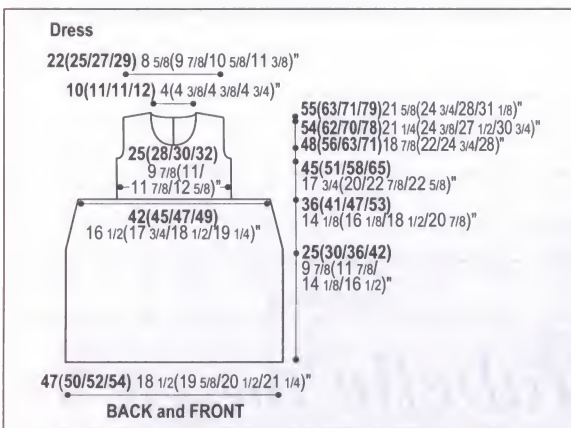 Dress
22(25/27/29) 8 5/8(9 7/8/10 5/8/11 3/8)"
10(11/11/12) 4(4 3/8/4 3/8/4 3/4)"
55(63/71/79)21 5/8(24 3/4/28/31 1/8)"
54(62/70/78)21 1/4(24 3/8/27 1/2/30 3/4)"
48(56/63/71)18 7/8(22/24 3/4/28)"
25(28/30/32)
9 7/8(11/
11 7/8/12 5/8)"
45(51/58/65)
17 3/4(20/22 7/8/22 5/8)"
42(45/47/49)
16 1/2(17 3/4/18 1/2/19 1/4)"
36(41/47/53)
14 1/8(16 1/8/18 1/2/20 7/8)"
25(30/36/42)
9 7/8(11 7/8/
14 1/8/16 1/2)"
47(50/52/54) 18 1/2(19 5/8/20 1/2/21 1/4)"
BACK and FRONT